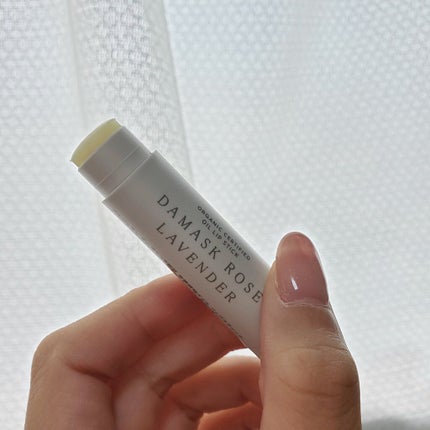 ORGANIC CERTIFIED
OIL LIP STICK
DAMASK ROSE
LAVENDER